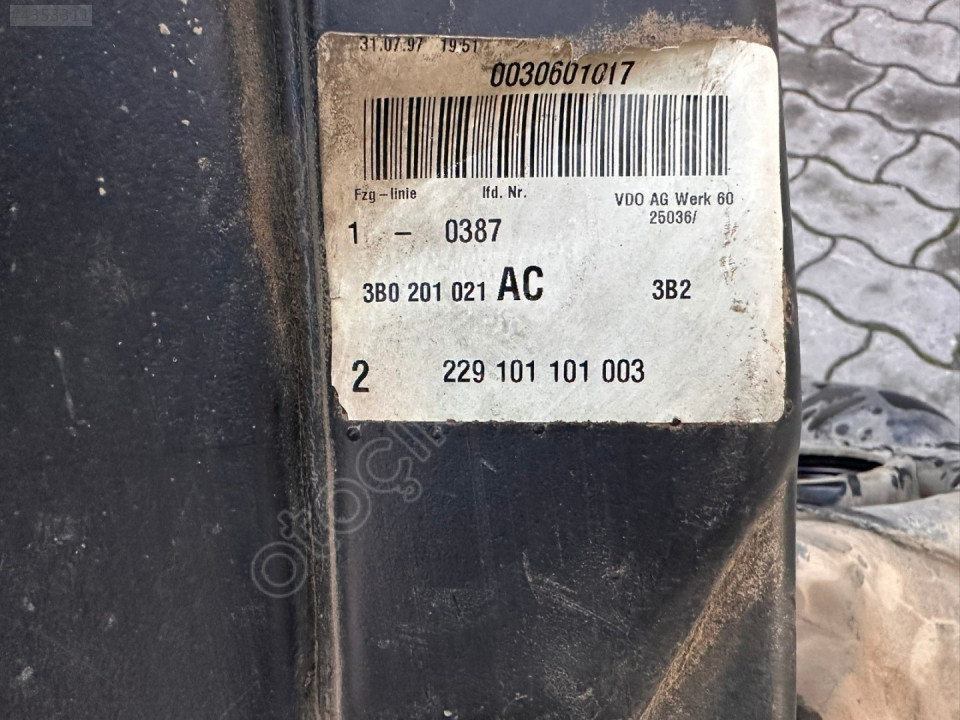 31.07.97 19:51
0030601017
Fzg-linie lfd. Nr. VDO AG Werk 60
25036/
1 - 0387
3B0 201 021 AC 3B2
2 229 101 101 003